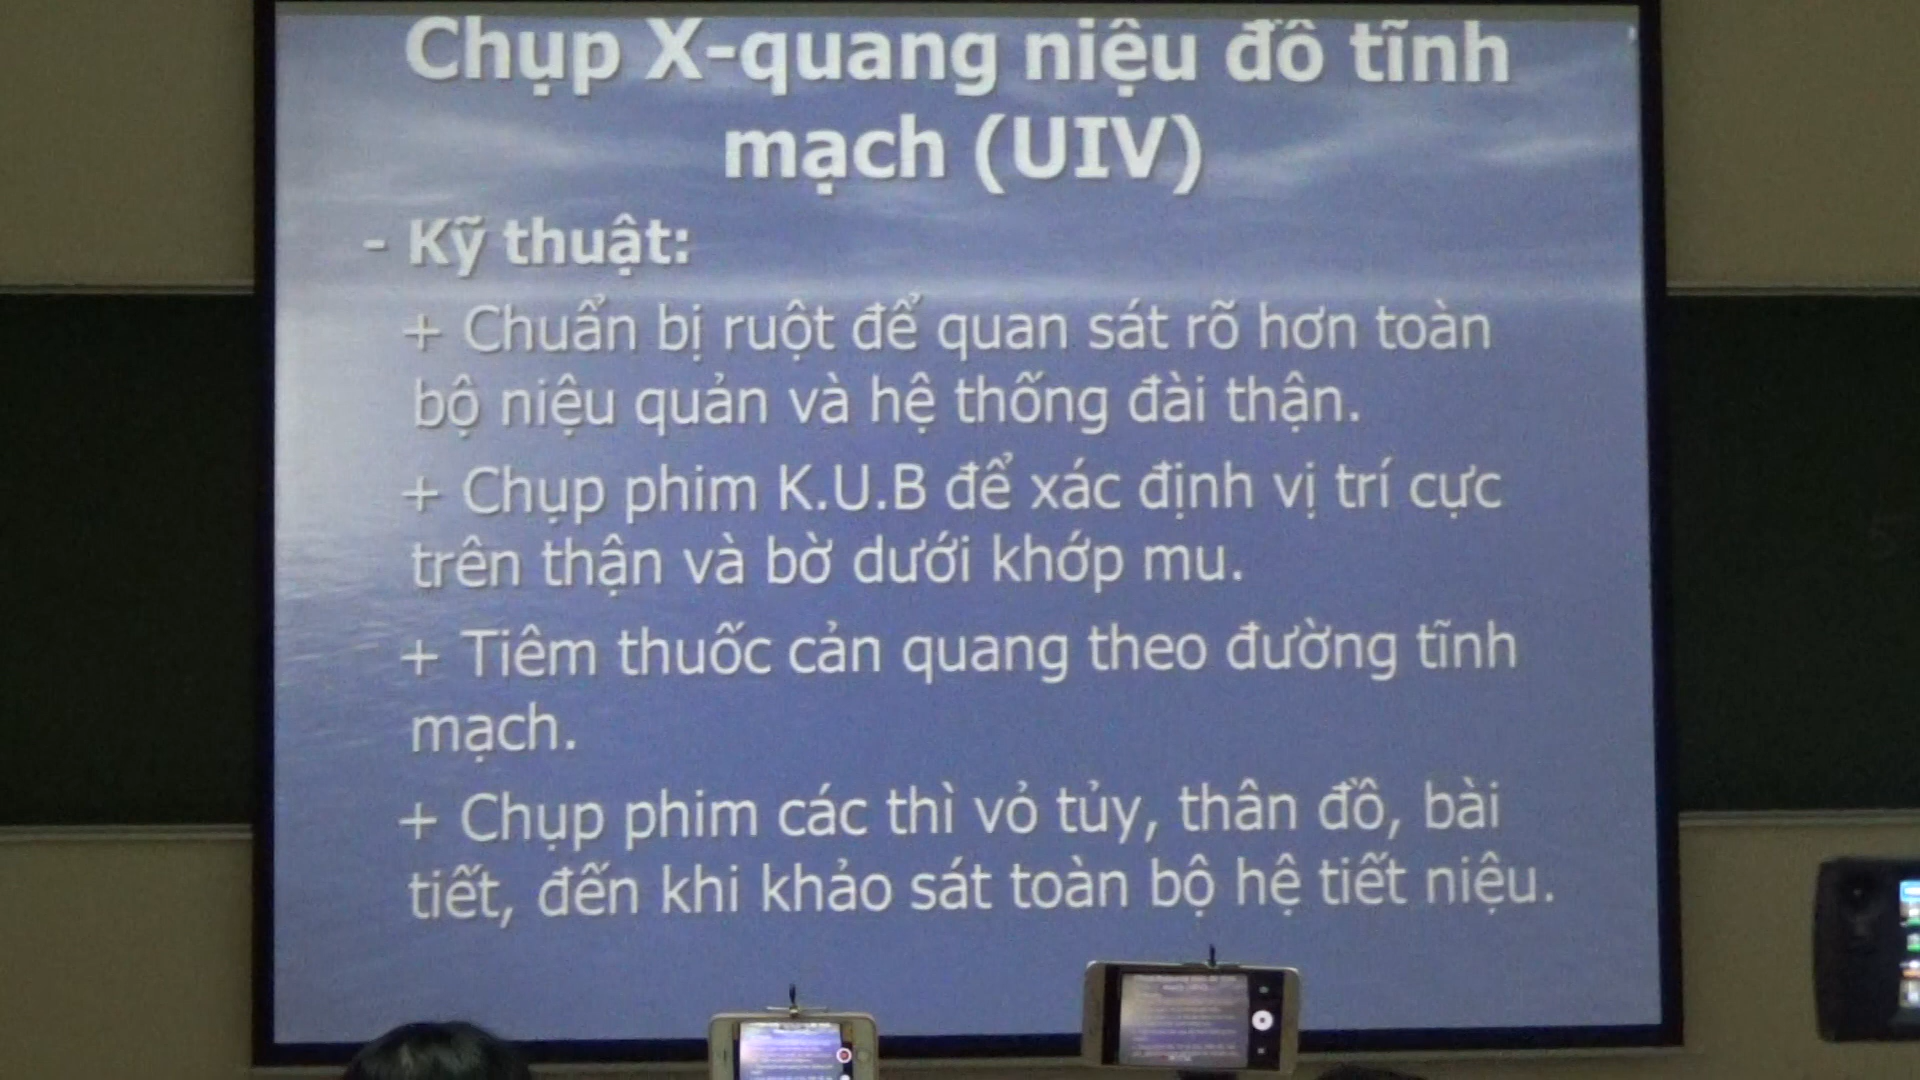 Chụp X-quang niệu đồ tĩnh
mạch (UIV)
- Kỹ thuật:
+ Chuẩn bị ruột để quan sát rõ hơn toàn
bộ niệu quản và hệ thống đài thận.
+ Chụp phim K.U.B để xác định vị trí cực
trên thận và bờ dưới khớp mu.
+ Tiêm thuốc cản quang theo đường tĩnh
mạch.
+ Chụp phim các thì vỏ tủy, thân đồ, bài
tiết, đến khi khảo sát toàn bộ hệ tiết niệu.